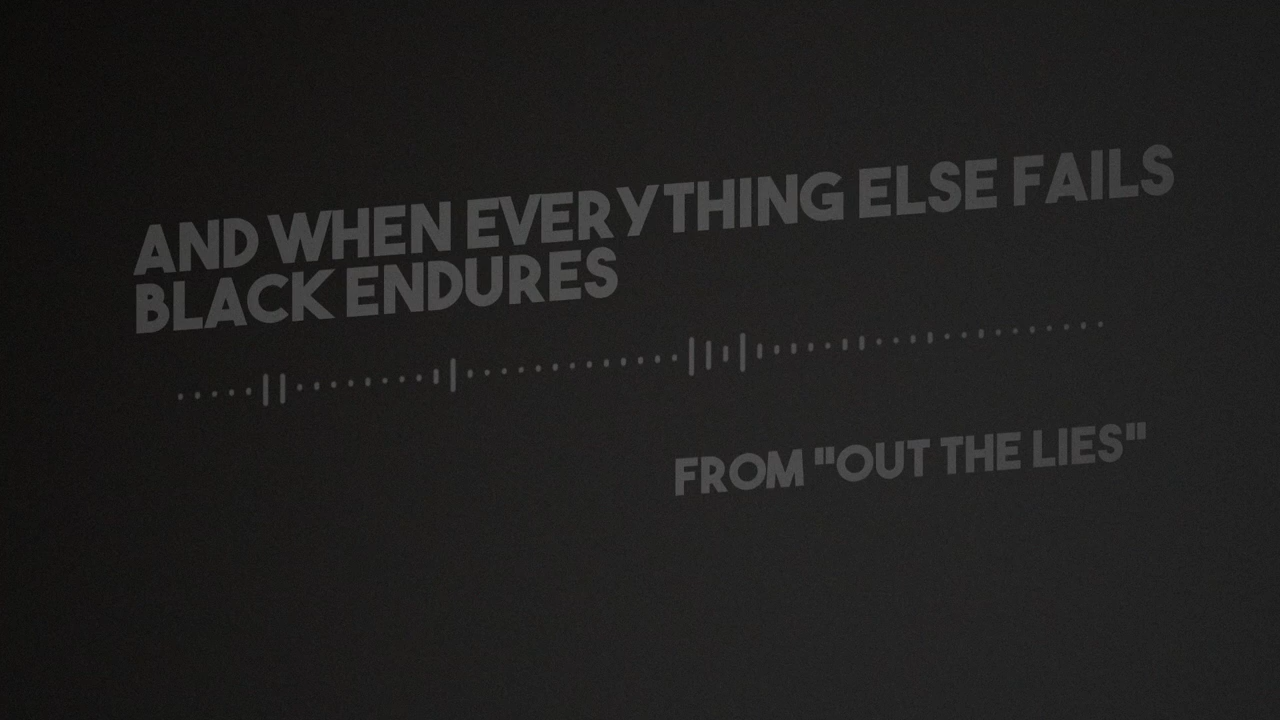 AND WHEN EVERYTHING ELSE FAILS
BLACK ENDURES
FROM "OUT THE LIES"